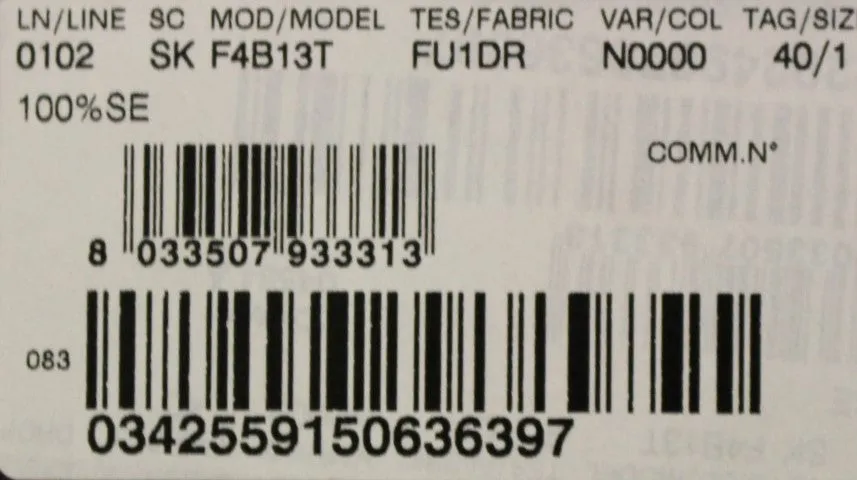 LN/LINE SC MOD/MODEL TES/FABRIC VAR/COL TAG/SIZ
0102 SK F4B13T FU1DR N0000 40/1
100%SE
COMM.N°
8 033507 933313
083
0342559150636397